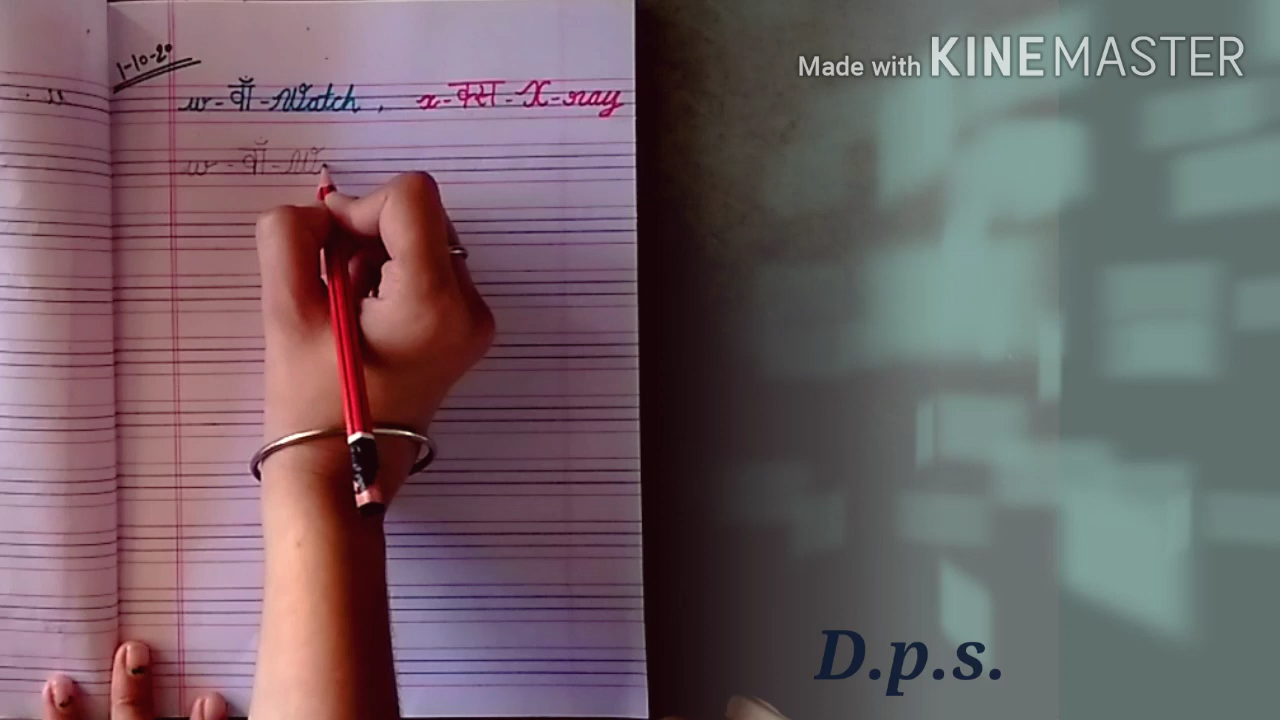 1-10-20
w - वॉ - Watch , x - क्स - X-ray
w - वॉ - W
Made with KINEMASTER
D.p.s.